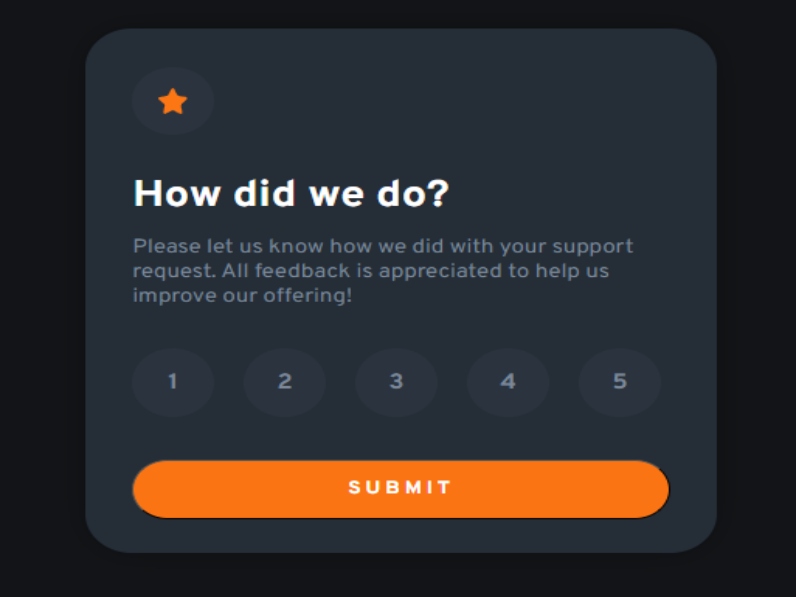 How did we do?
Please let us know how we did with your support
request. All feedback is appreciated to help us
improve our offering!
1 2 3 4 5
SUBMIT